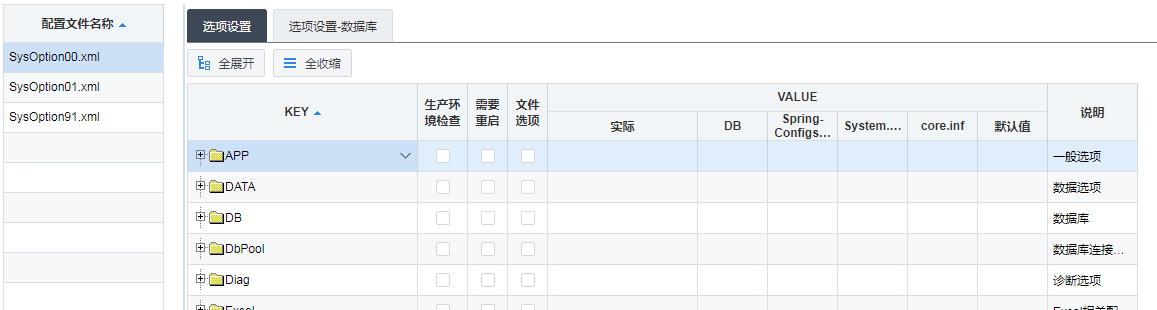 配置文件名称
SysOption00.xml
SysOption01.xml
SysOption91.xml
选项设置 选项设置-数据库
全展开 全收缩
KEY 生产环境检查 需要重启 文件选项 VALUE 说明
实际 DB Spring-Configs... System.... core.inf 默认值
APP 一般选项
DATA 数据选项
DB 数据库
DbPool 数据库连接...
Diag 诊断选项